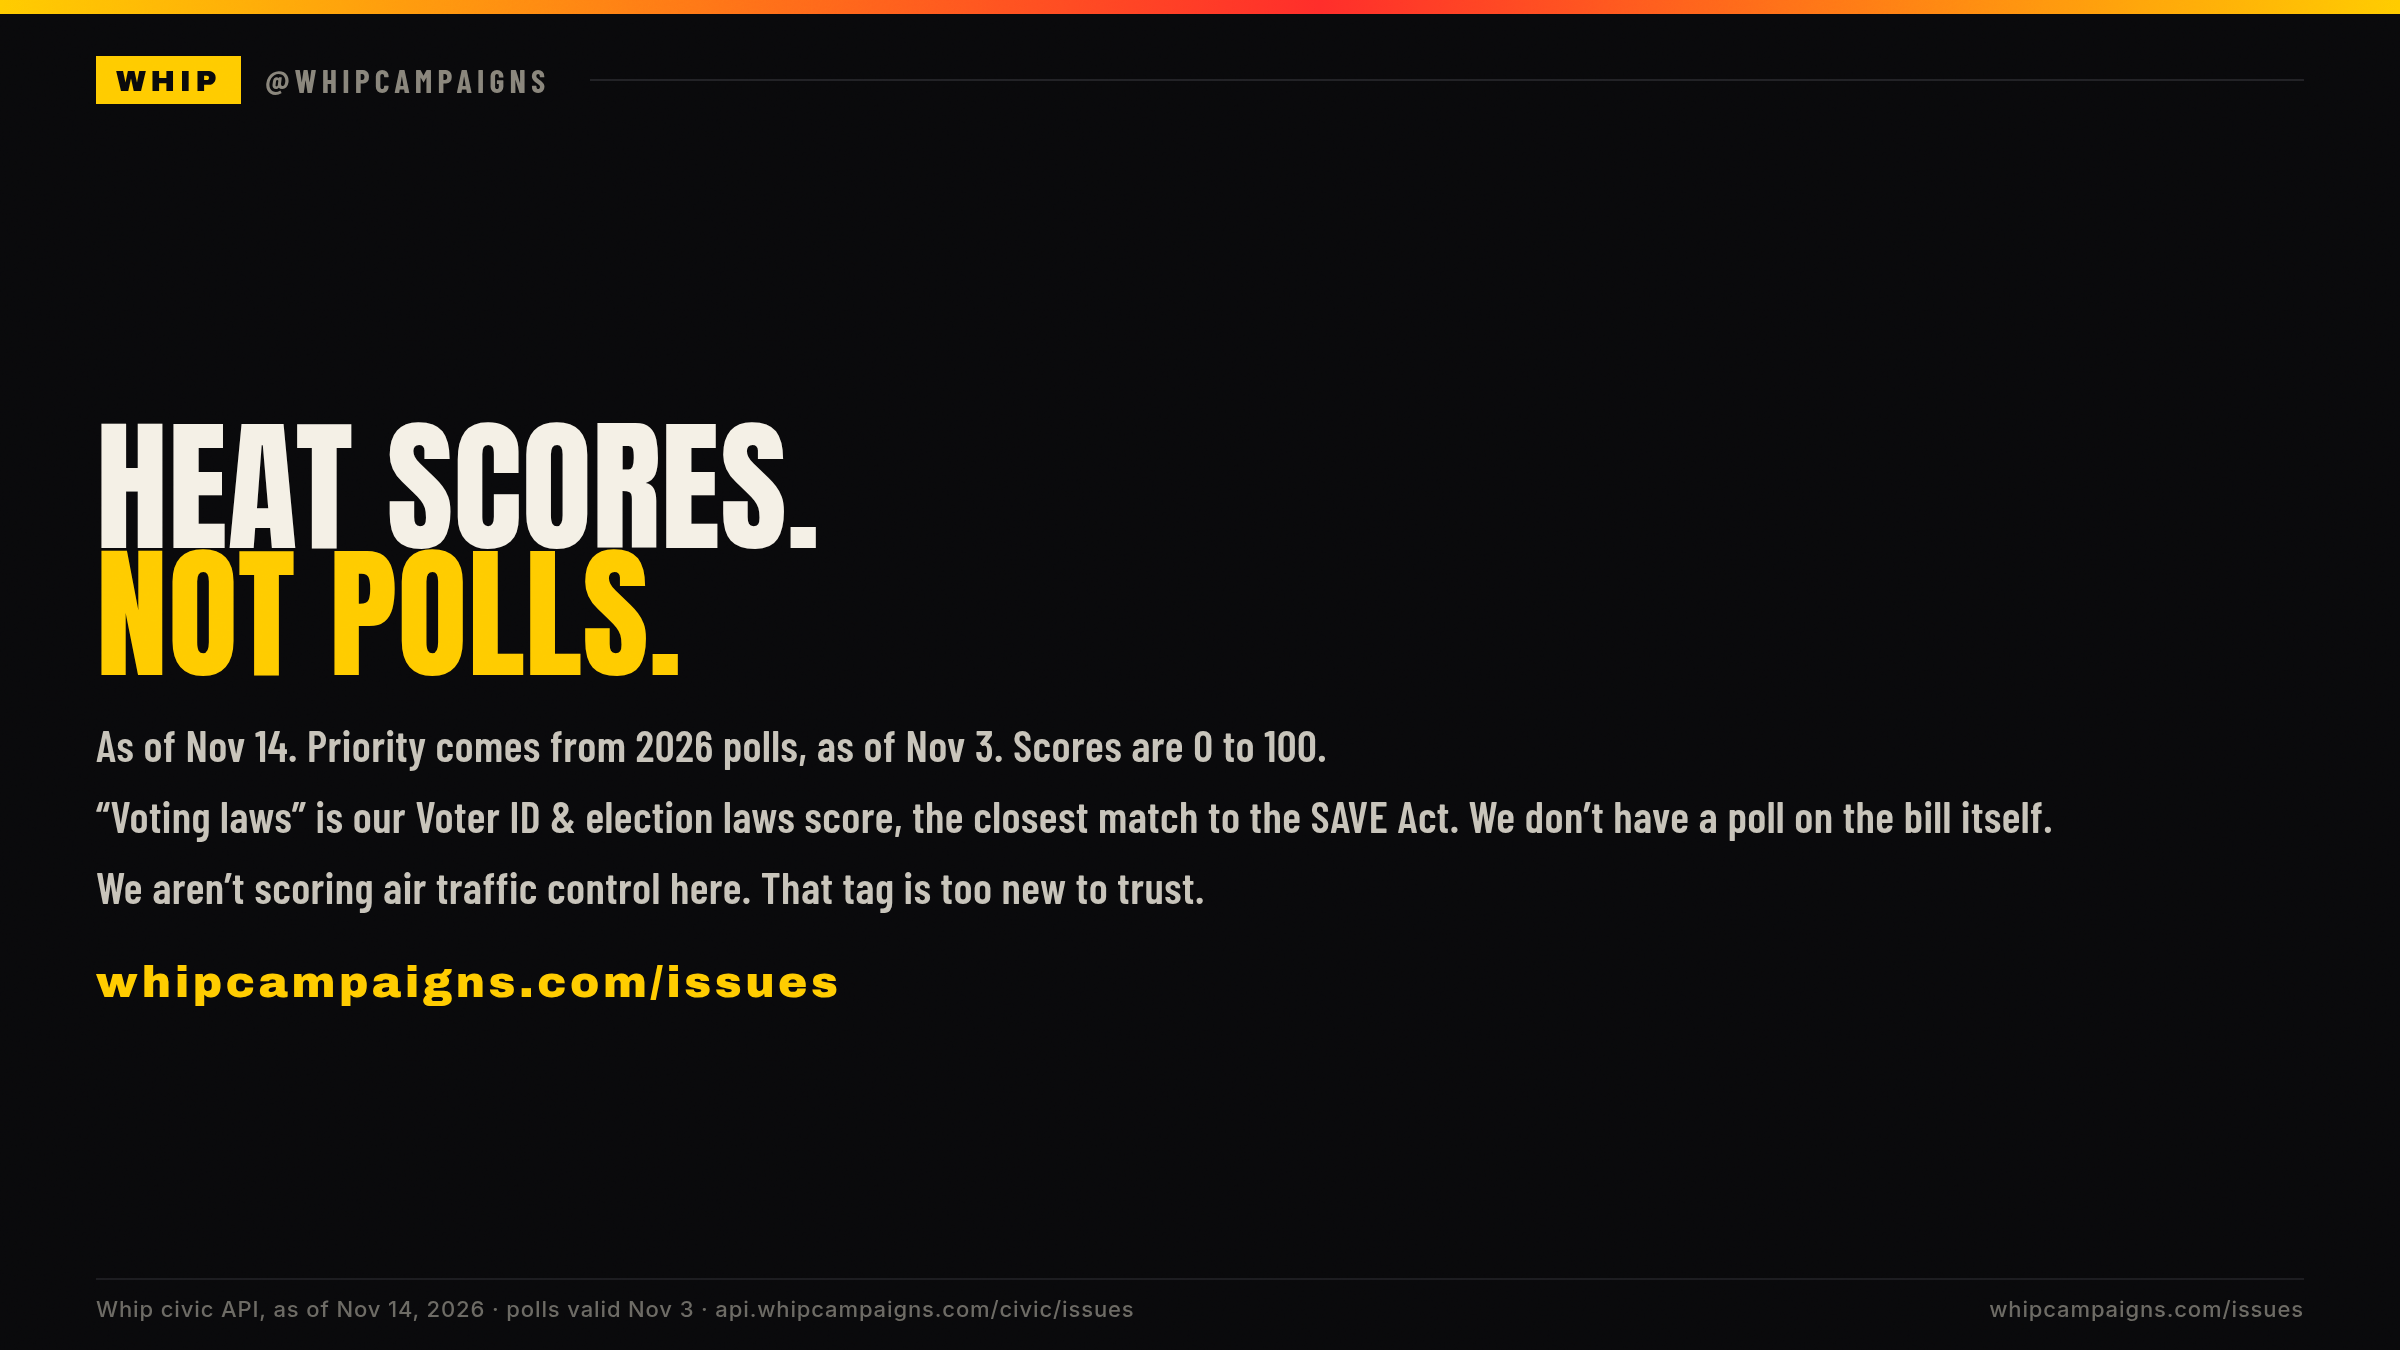 WHIP @WHIPCAMPAIGNS
HEAT SCORES.
NOT POLLS.
As of Nov 14. Priority comes from 2026 polls, as of Nov 3. Scores are 0 to 100.
“Voting laws” is our Voter ID & election laws score, the closest match to the SAVE Act. We don’t have a poll on the bill itself.
We aren’t scoring air traffic control here. That tag is too new to trust.
whipcampaigns.com/issues
Whip civic API, as of Nov 14, 2026 · polls valid Nov 3 · api.whipcampaigns.com/civic/issues
whipcampaigns.com/issues